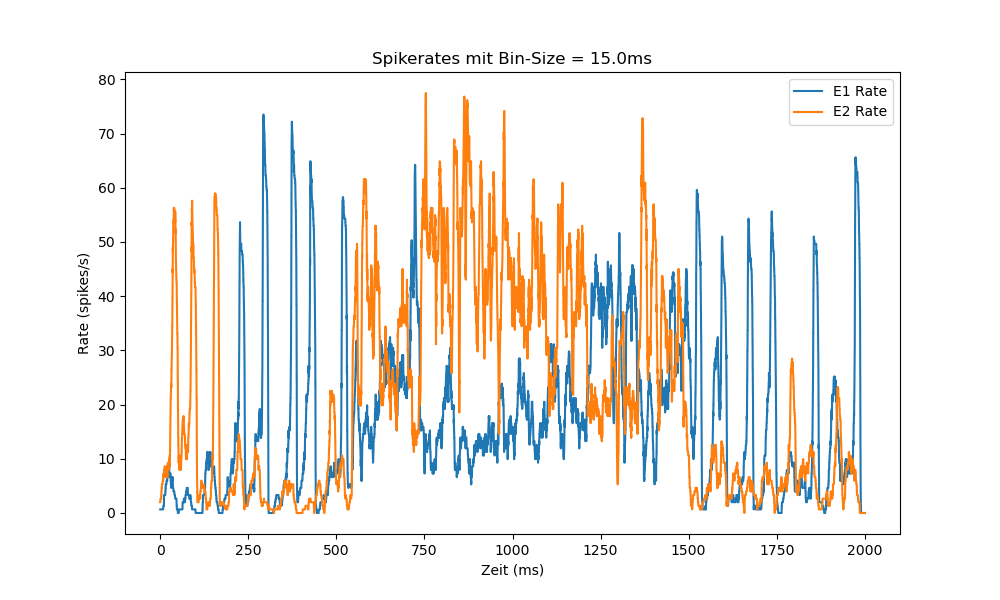 Spikerates mit Bin-Size = 15.0ms
E1 Rate
E2 Rate
80
70
60
50
40
30
20
10
0
Rate (spikes/s)
0 250 500 750 1000 1250 1500 1750 2000
Zeit (ms)